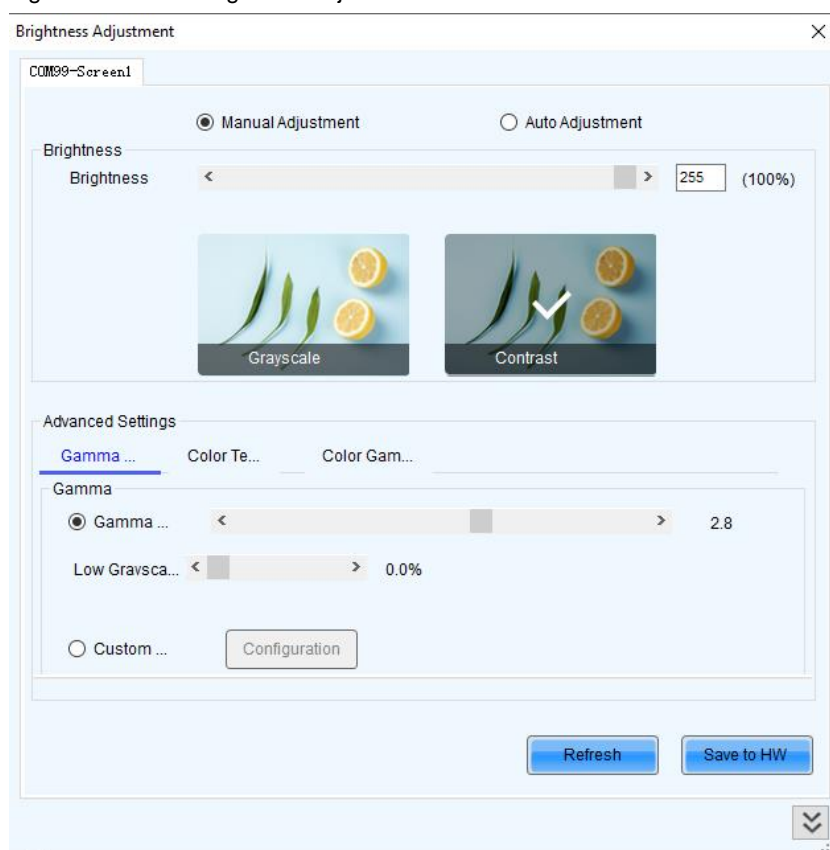 Brightness Adjustment
COM99-Screen1
Manual Adjustment Auto Adjustment
Brightness
Brightness 255 (100%)
Grayscale Contrast
Advanced Settings
Gamma ... Color Te... Color Gam...
Gamma
Gamma ... 2.8
Low Graysca... 0.0%
Custom ... Configuration
Refresh Save to HW